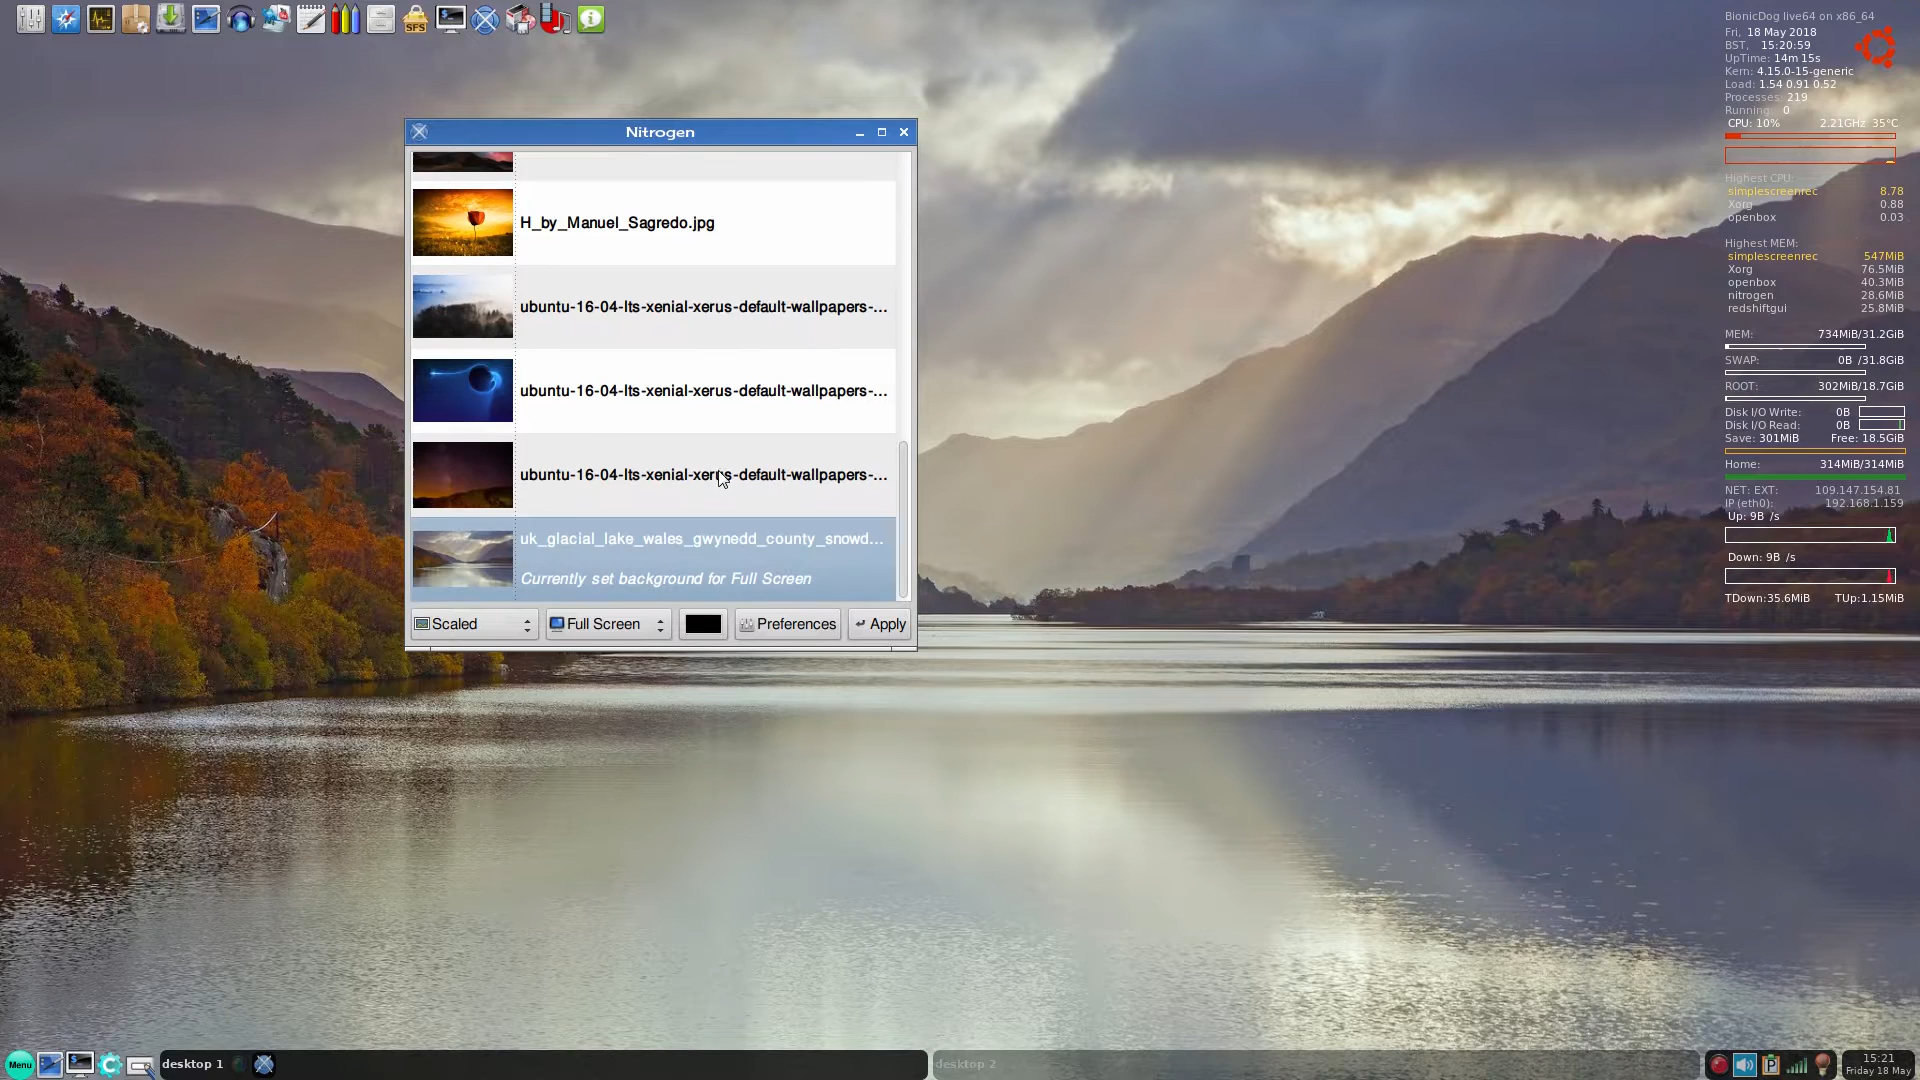 SFS
Nitrogen
H_by_Manuel_Sagredo.jpg
ubuntu-16-04-lts-xenial-xerus-default-wallpapers-...
ubuntu-16-04-lts-xenial-xerus-default-wallpapers-...
ubuntu-16-04-lts-xenial-xerus-default-wallpapers-...
uk_glacial_lake_wales_gwynedd_county_snowd...
Currently set background for Full Screen
Scaled
Full Screen
Preferences
Apply
BionicDog live64 on x86_64
Fri, 18 May 2018
BST, 15:20:59
UpTime: 14m 15s
Kern: 4.15.0-15-generic
Load: 1.54 0.91 0.52
Processes: 219
Running: 0
CPU: 10% 2.21GHz 35°C
Highest CPU:
simplescreenrec 8.78
Xorg 0.88
openbox 0.03
Highest MEM:
simplescreenrec 547MiB
Xorg 76.5MiB
openbox 40.3MiB
nitrogen 28.6MiB
redshiftgui 25.8MiB
MEM: 734MiB/31.2GiB
SWAP: 0B /31.8GiB
ROOT: 302MiB/18.7GiB
Disk I/O Write: 0B
Disk I/O Read: 0B
Save: 301MiB Free: 18.5GiB
Home: 314MiB/314MiB
NET: EXT: 109.147.154.81
IP(eth0): 192.168.1.159
Up: 9B /s
Down: 9B /s
TDown:35.6MiB TUp:1.15MiB
Menu
desktop 1
desktop 2
15:21
Friday 18 May